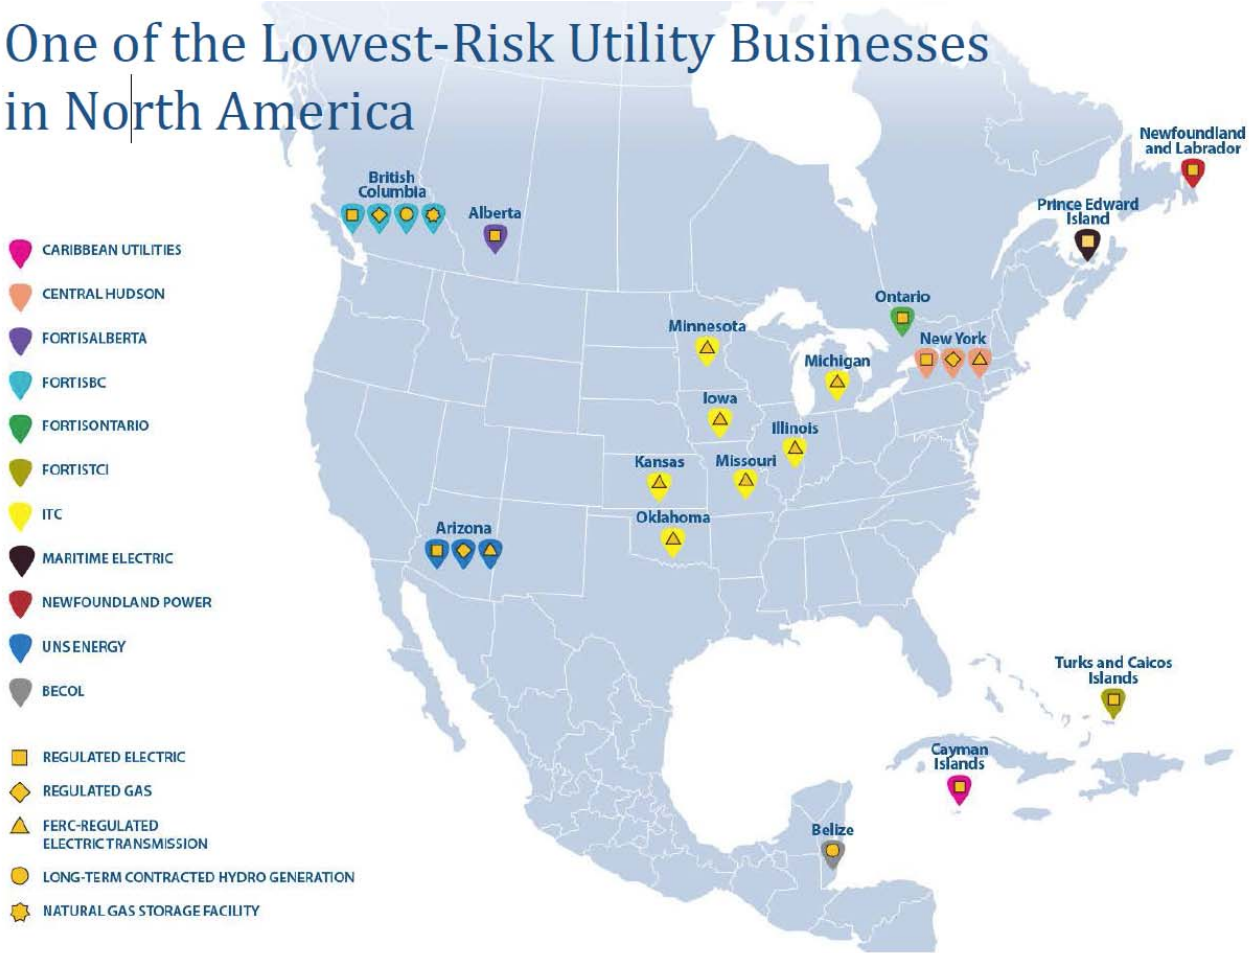 One of the Lowest-Risk Utility Businesses
in North America
Newfoundland
and Labrador
British
Columbia
Alberta
Prince Edward
Island
CARIBBEAN UTILITIES
CENTRAL HUDSON
FORTISALBERTA
FORTISBC
FORTISONTARIO
FORTISTCI
ITC
MARITIME ELECTRIC
NEWFOUNDLAND POWER
UNS ENERGY
BECOL
Ontario
Minnesota
New York
Michigan
Iowa
Illinois
Kansas
Missouri
Oklahoma
Arizona
Turks and Caicos
Islands
Cayman
Islands
Belize
REGULATED ELECTRIC
REGULATED GAS
FERC-REGULATED
ELECTRIC TRANSMISSION
LONG-TERM CONTRACTED HYDRO GENERATION
NATURAL GAS STORAGE FACILITY